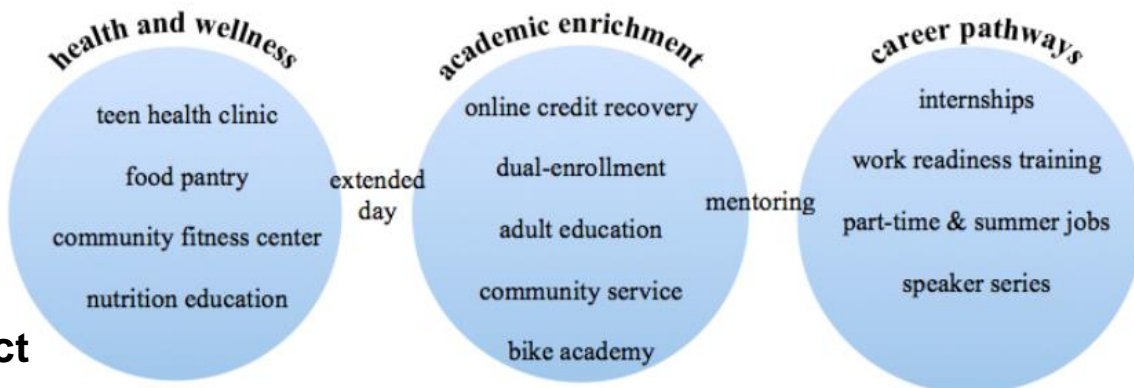 health and wellness
teen health clinic
food pantry
community fitness center
nutrition education
extended
day
academic enrichment
online credit recovery
dual-enrollment
adult education
community service
bike academy
mentoring
career pathways
internships
work readiness training
part-time & summer jobs
speaker series
ct